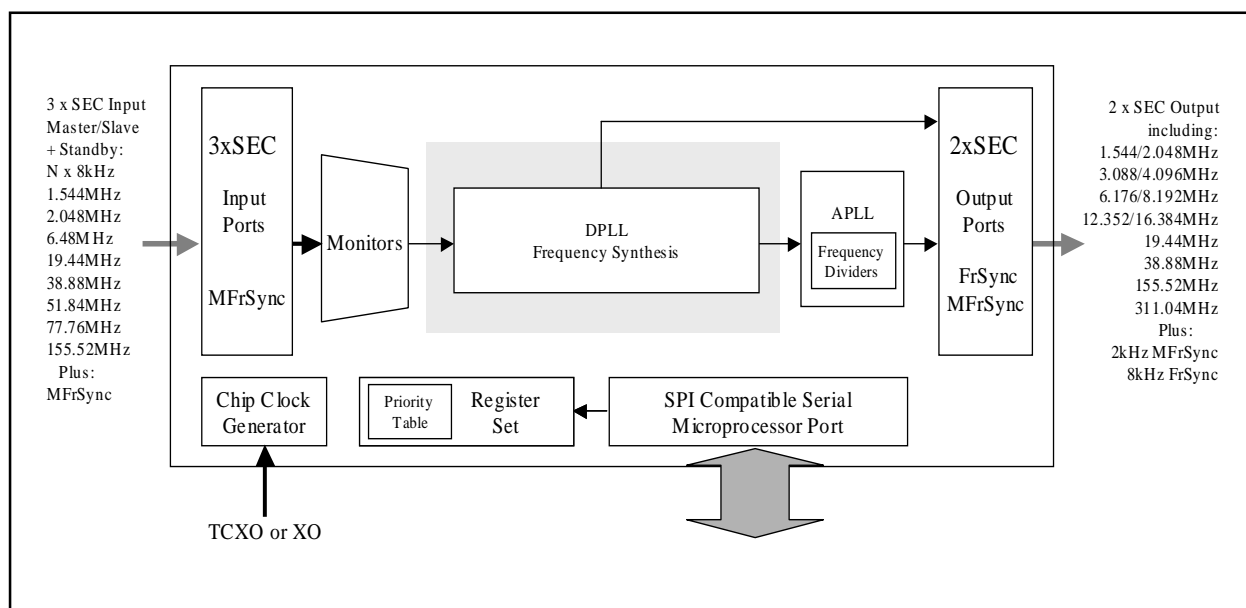 3 x SEC Input
Master/Slave
+ Standby:
N x 8kHz
1.544MHz
2.048MHz
6.48MHz
19.44MHz
38.88MHz
51.84MHz
77.76MHz
155.52MHz
Plus:
MFrSync
3xSEC
Input
Ports
MFrSync
Monitors
DPLL
Frequency Synthesis
APLL
Frequency
Dividers
2xSEC
Output
Ports
FrSync
MFrSync
2 x SEC Output
including:
1.544/2.048MHz
3.088/4.096MHz
6.176/8.192MHz
12.352/16.384MHz
19.44MHz
38.88MHz
155.52MHz
311.04MHz
Plus:
2kHz MFrSync
8kHz FrSync
Chip Clock
Generator
Priority
Table
Register
Set
SPI Compatible Serial
Microprocessor Port
TCXO or XO